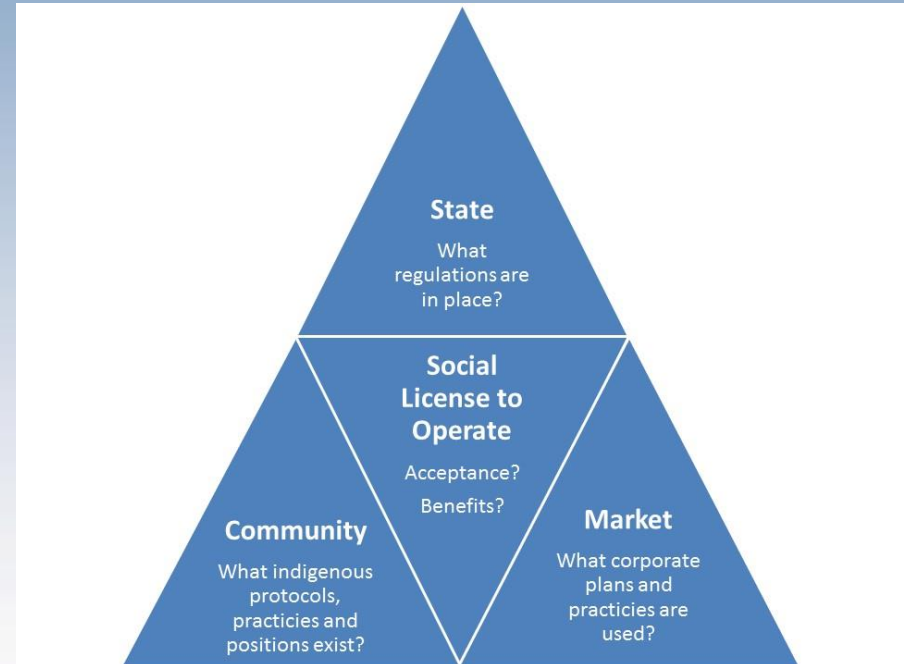 State
What
regulations are
in place?
Social
License to
Operate
Acceptance?
Benefits?
Community
What indigenous
protocols,
practicies and
positions exist?
Market
What corporate
plans and
practicies are
used?